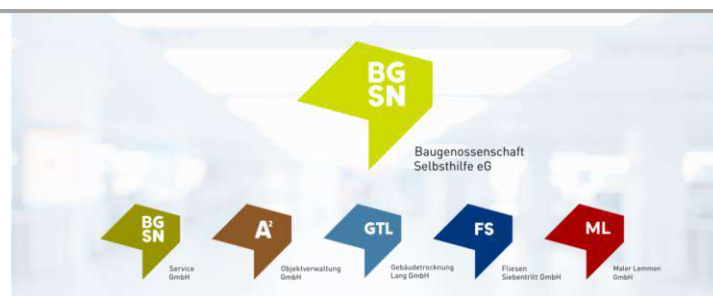 BG
SN
Baugenossenschaft
Selbsthilfe eG
BG
SN
Service
GmbH
A²
Objektverwaltung
GmbH
GTL
Gebäudetrocknung
Lang GmbH
FS
Fliesen
Siebentritt GmbH
ML
Maler Lemmen
GmbH